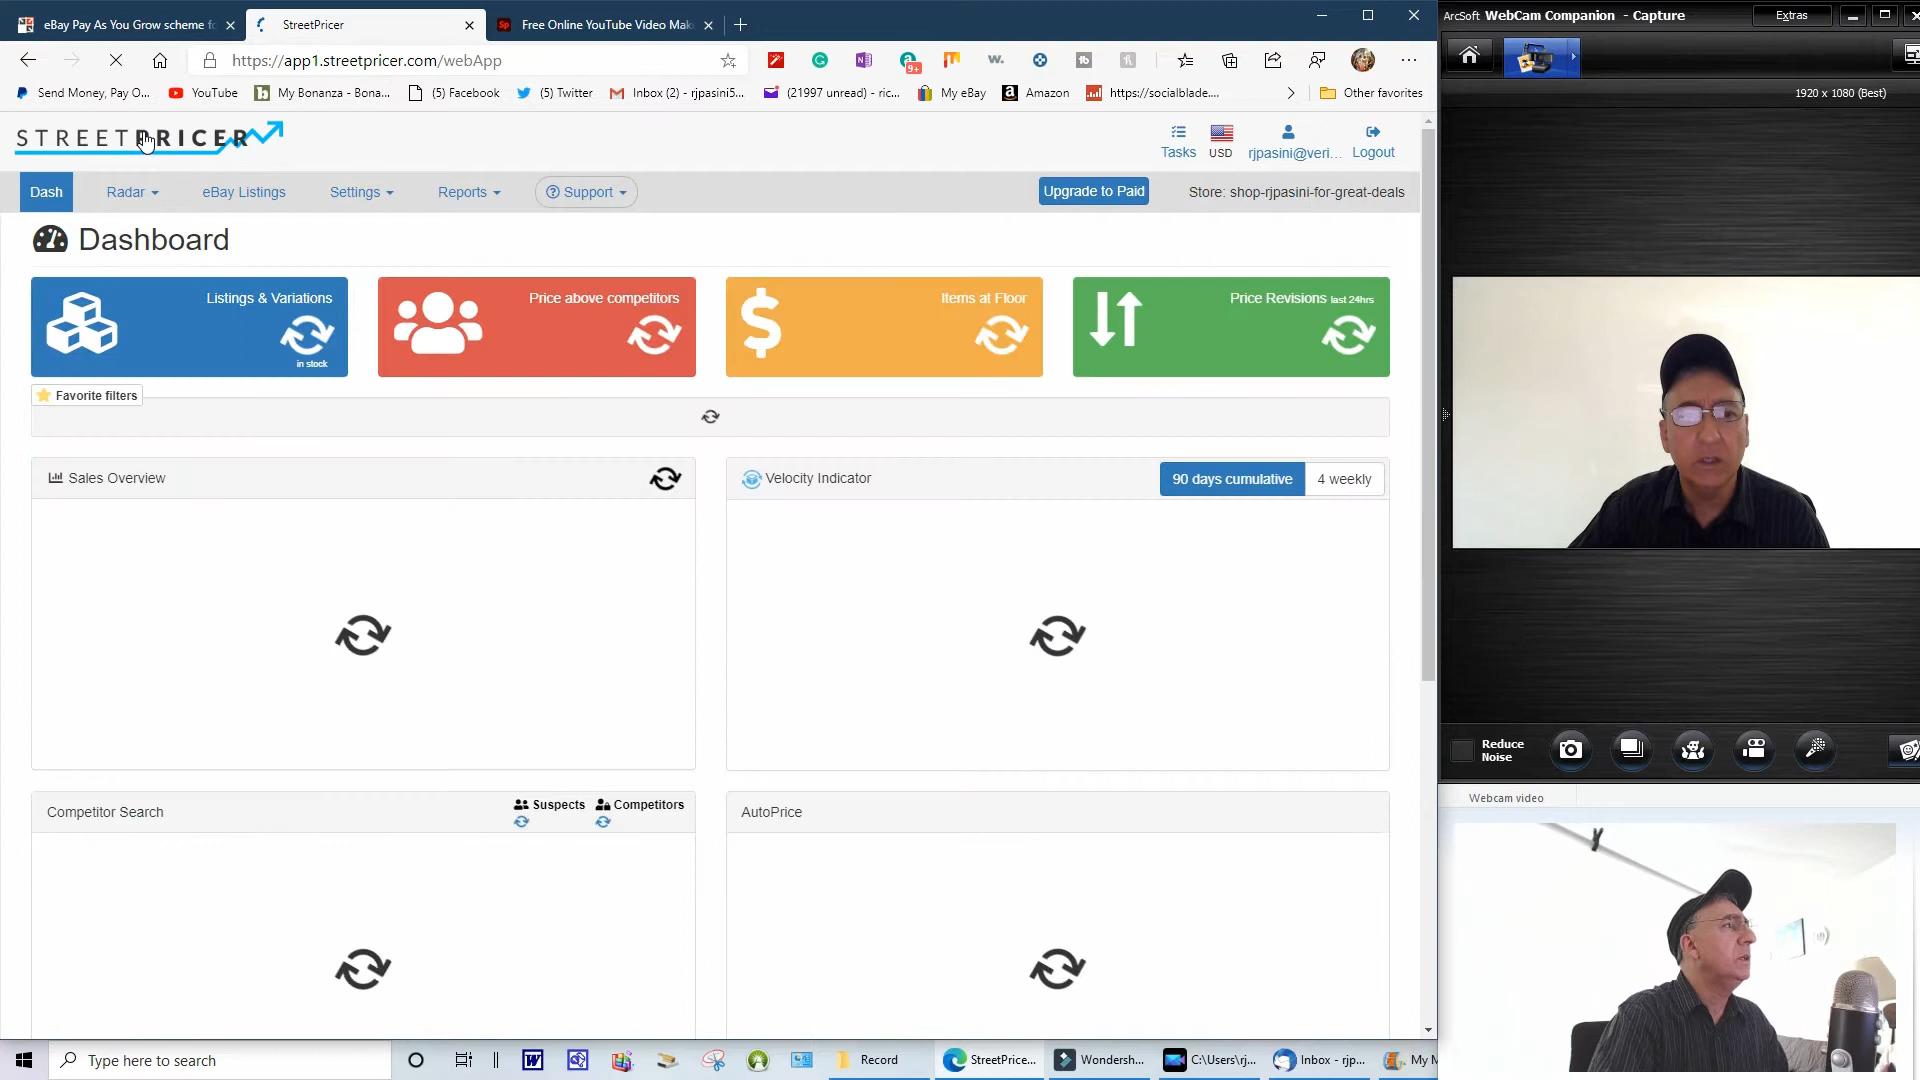 eBay Pay As You Grow scheme fo
StreetPricer
Free Online YouTube Video Mak
https://app1.streetpricer.com/webApp
9+
Send Money, Pay O...
YouTube
My Bonanza - Bona...
(5) Facebook
(5) Twitter
Inbox (2) - rjpasini5...
(21997 unread) - ric...
My eBay
Amazon
https://socialblade....
Other favorites
STREETPRICER
Tasks
USD
rjpasini@veri...
Logout
Dash
Radar
eBay Listings
Settings
Reports
Support
Upgrade to Paid
Store: shop-rjpasini-for-great-deals
Dashboard
Listings & Variations
in stock
Price above competitors
Items at Floor
Price Revisions last 24hrs
Favorite filters
Sales Overview
Velocity Indicator
90 days cumulative
4 weekly
Competitor Search
Suspects
Competitors
AutoPrice
Type here to search
Record
StreetPrice...
Wondersh...
C:\Users\rj...
Inbox - rjp...
My M
ArcSoft WebCam Companion - Capture
Extras
1920 x 1080 (Best)
Reduce
Noise
Webcam video